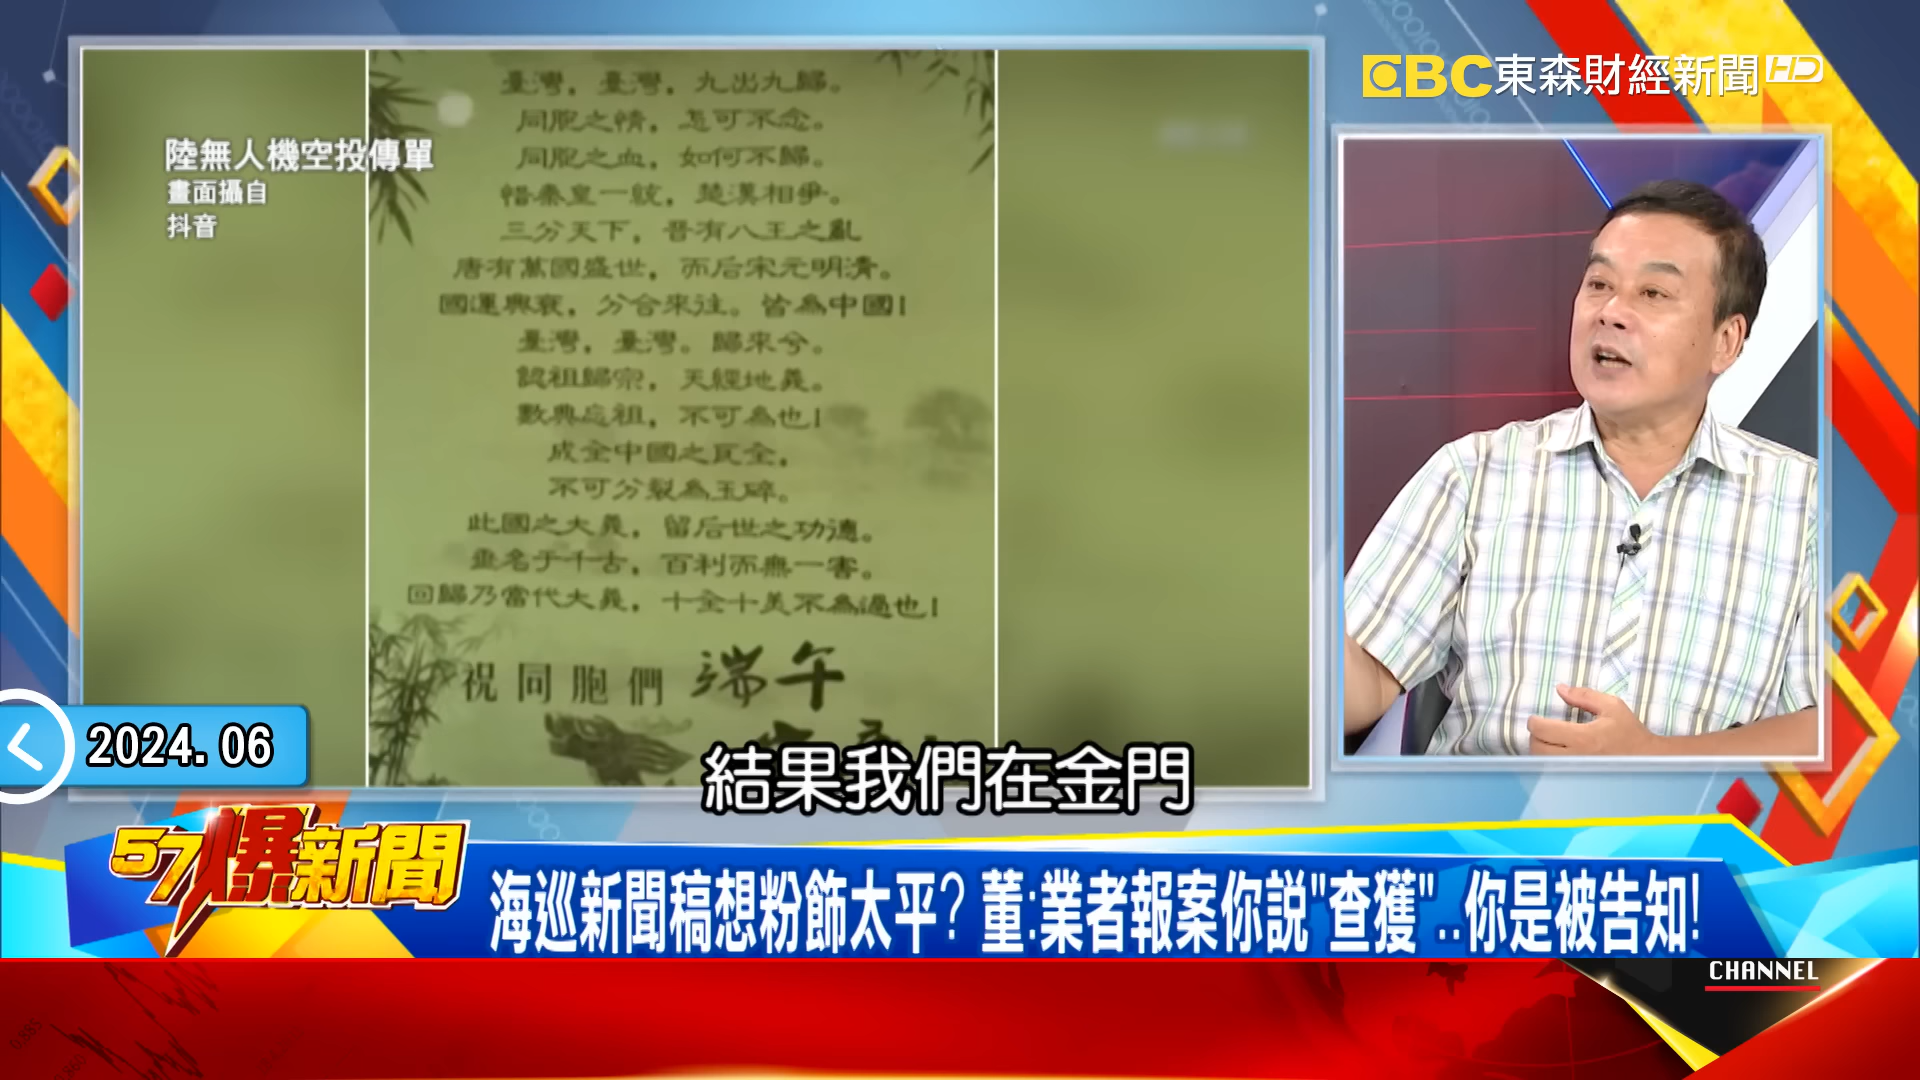 EBC東森財經新聞HD
陸無人機空投傳單
畫面攝自
抖音
臺灣，臺灣，九出九歸。
同胞之情，怎可不念。
同胞之血，如何不歸。
惜秦皇一統，楚漢相爭。
三分天下，晉有八王之亂
唐有萬國盛世，而后宋元明清。
國運興衰，分合來往。皆為中國！
臺灣，臺灣。歸來兮。
認祖歸宗，天經地義。
數典忘祖，不可為也！
成全中國之瓦全，
不可分裂為玉碎。
此國之大義，留后世之功德。
垂名于千古，百利而無一害。
回歸乃當代大義，十全十美不為過也！
祝同胞們 端午
2024.06
結果我們在金門
57爆新聞
海巡新聞稿想粉飾太平? 董:業者報案你說"查獲"..你是被告知!
CHANNEL